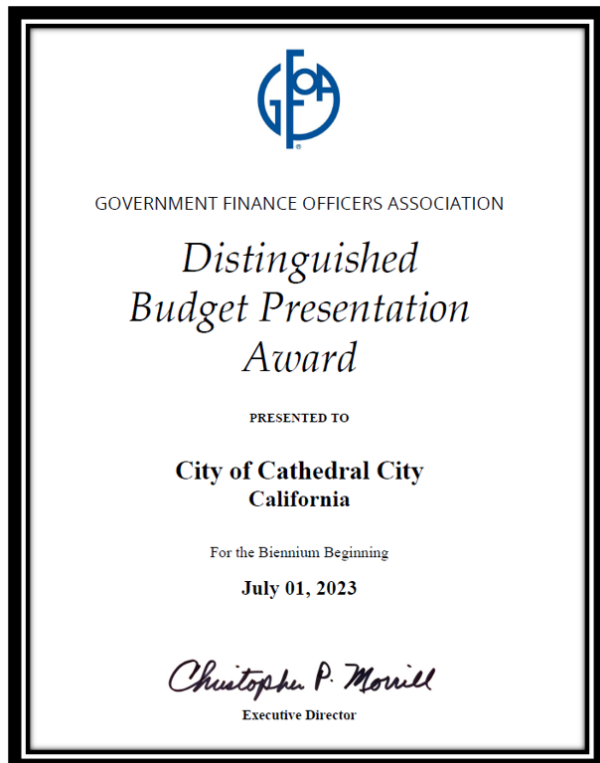 GFOA
GOVERNMENT FINANCE OFFICERS ASSOCIATION
Distinguished
Budget Presentation
Award
PRESENTED TO
City of Cathedral City
California
For the Biennium Beginning
July 01, 2023
Christopher P. Morrill
Executive Director